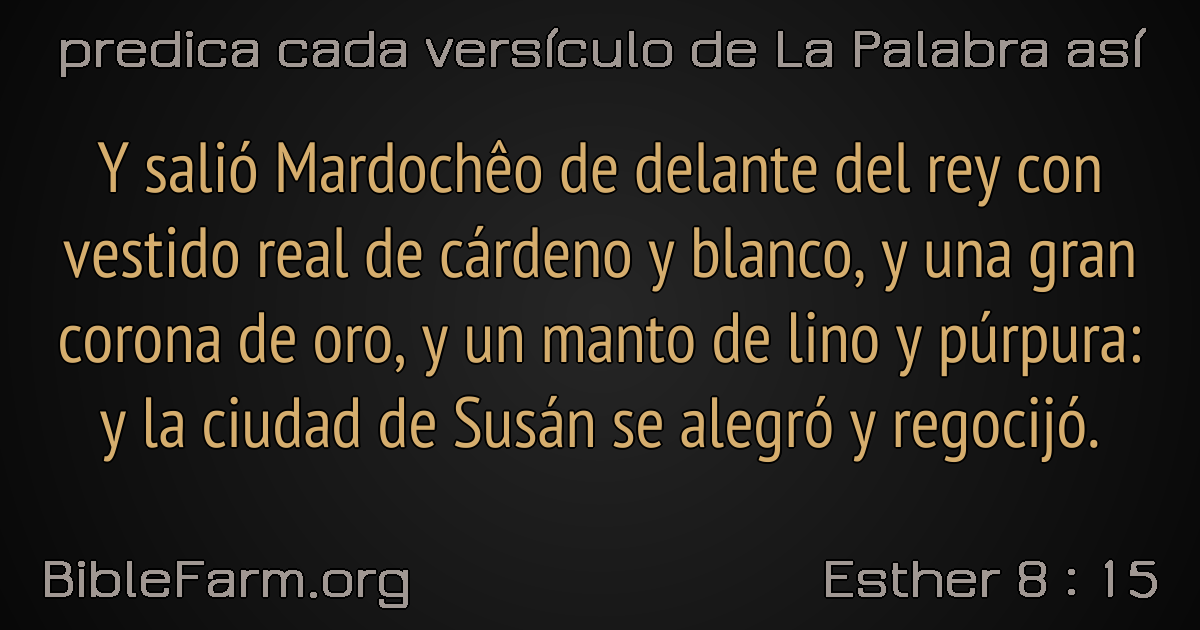 predica cada versículo de La Palabra así
Y salió Mardochêo de delante del rey con
vestido real de cárdeno y blanco, y una gran
corona de oro, y un manto de lino y púrpura:
y la ciudad de Susán se alegró y regocijó.
BibleFarm.org
Esther 8 : 15